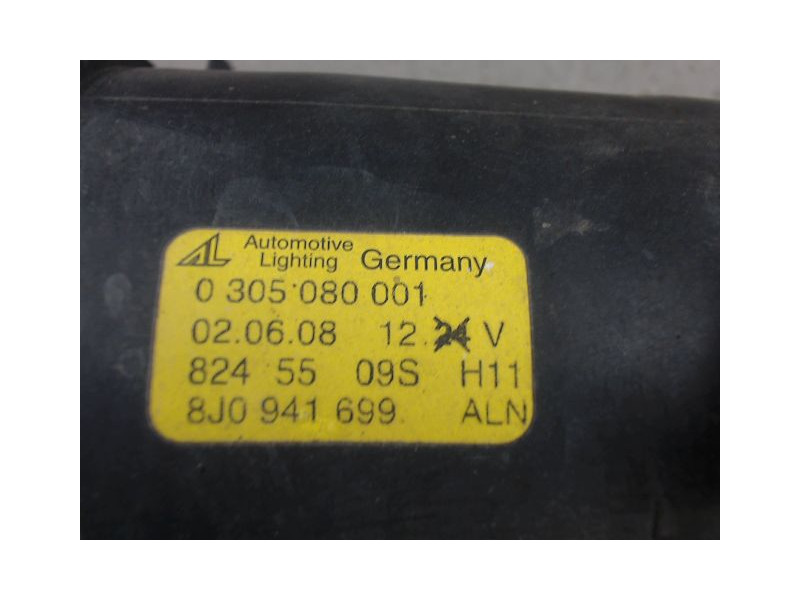 AL Automotive
Lighting Germany
0 305 080 001
02.06.08 12.24 V
824 55 09S H11
8J0 941 699 ALN